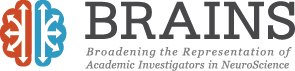 BRAINS
Broadening the Representation of
Academic Investigators in NeuroScience